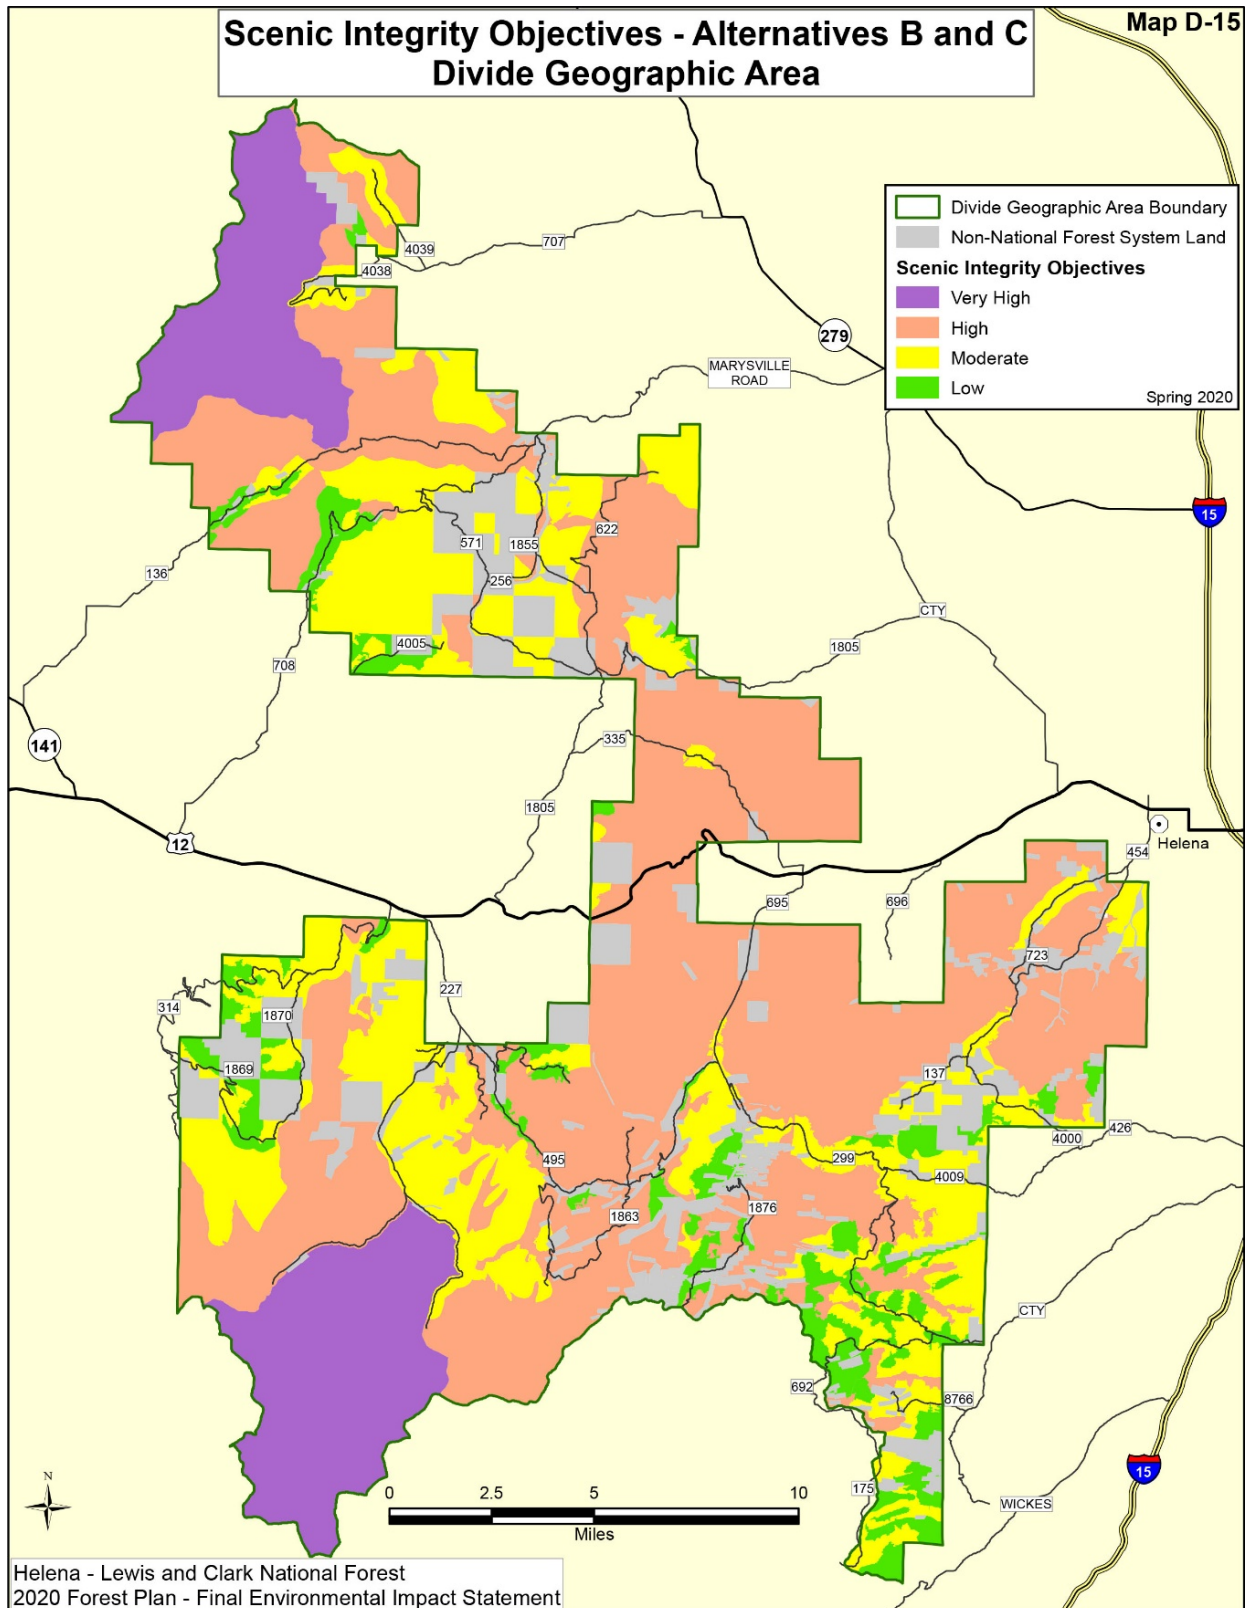 Map D-15
Scenic Integrity Objectives - Alternatives B and C
Divide Geographic Area
Divide Geographic Area Boundary
Non-National Forest System Land
Scenic Integrity Objectives
Very High
High
Moderate
Low
Spring 2020
707
4039
4038
279
MARYSVILLE
ROAD
15
622
571
1855
136
256
CTY
4005
1805
708
335
141
1805
12
454
Helena
695
696
723
227
314
1870
1869
137
426
4000
299
495
4009
1876
1863
CTY
692
8766
15
175
WICKES
N
0
2.5
5
10
Miles
Helena - Lewis and Clark National Forest
2020 Forest Plan - Final Environmental Impact Statement